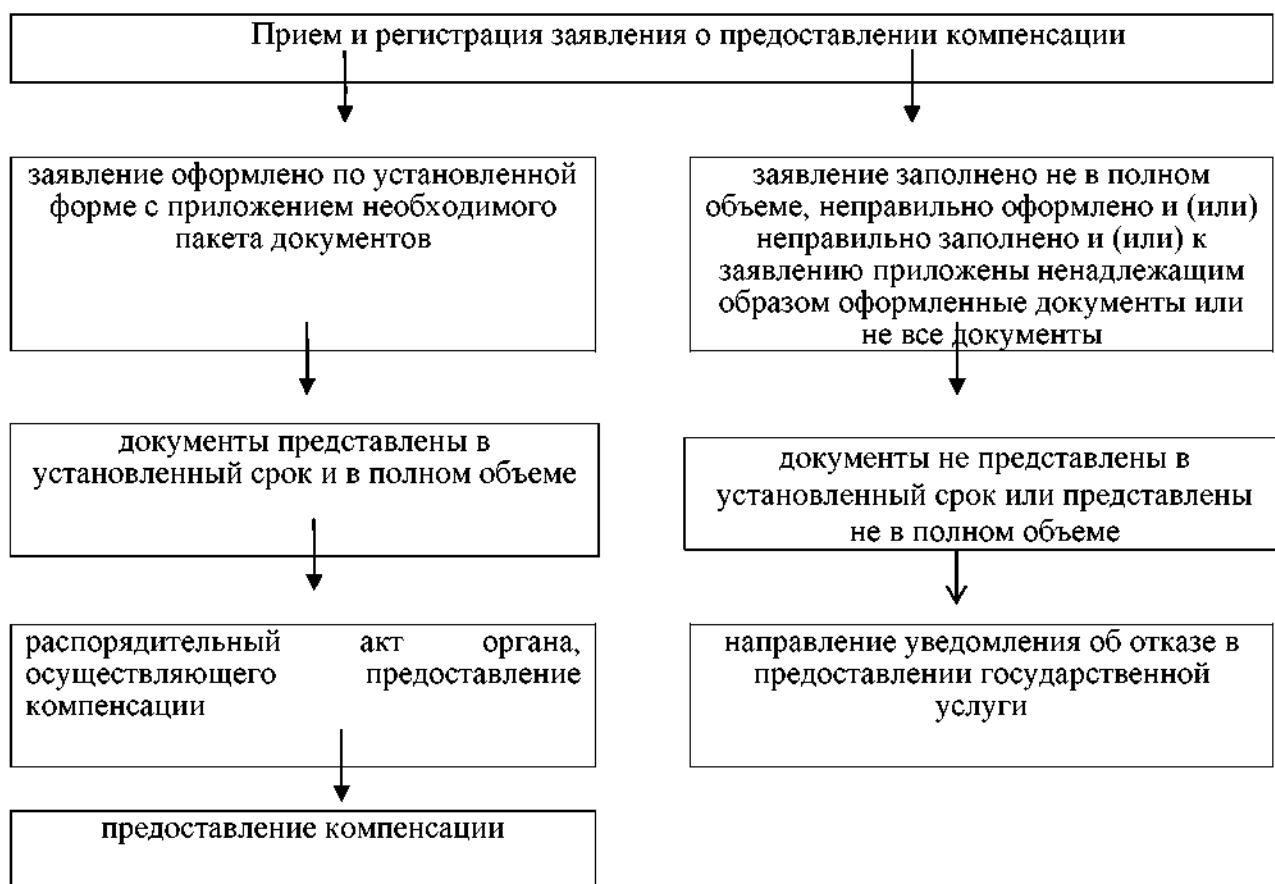 Прием и регистрация заявления о предоставлении компенсации
заявление оформлено по установленной
форме с приложением необходимого
пакета документов
заявление заполнено не в полном
объеме, неправильно оформлено и (или)
неправильно заполнено и (или) к
заявлению приложены ненадлежащим
образом оформленные документы или
не все документы
документы представлены в
установленный срок и в полном объеме
документы не представлены в
установленный срок или представлены
не в полном объеме
распорядительный акт органа,
осуществляющего предоставление
компенсации
направление уведомления об отказе в
предоставлении государственной
услуги
предоставление компенсации